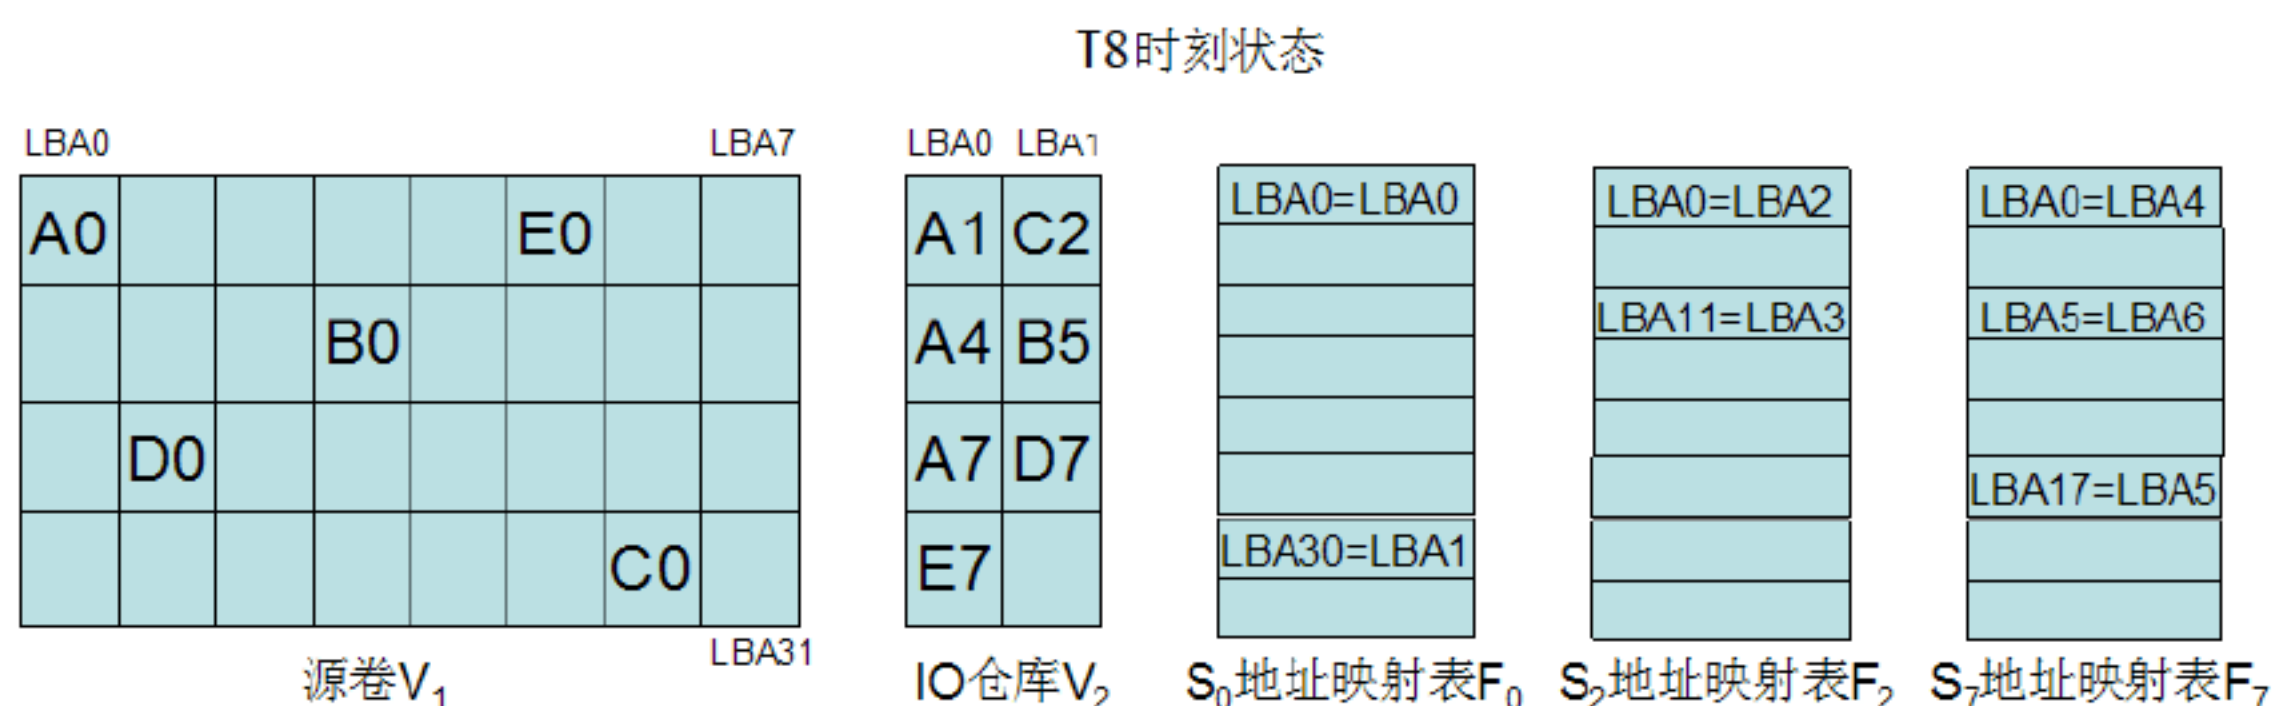 T8时刻状态
LBA0 LBA7 LBA0 LBA1
A0 E0 A1 C2 LBA0=LBA0 LBA0=LBA2 LBA0=LBA4
B0 A4 B5 LBA11=LBA3 LBA5=LBA6
D0 A7 D7 LBA17=LBA5
C0 E7 LBA30=LBA1
LBA31
源卷V₁ IO仓库V₂ S₀地址映射表F₀ S₂地址映射表F₂ S₇地址映射表F₇